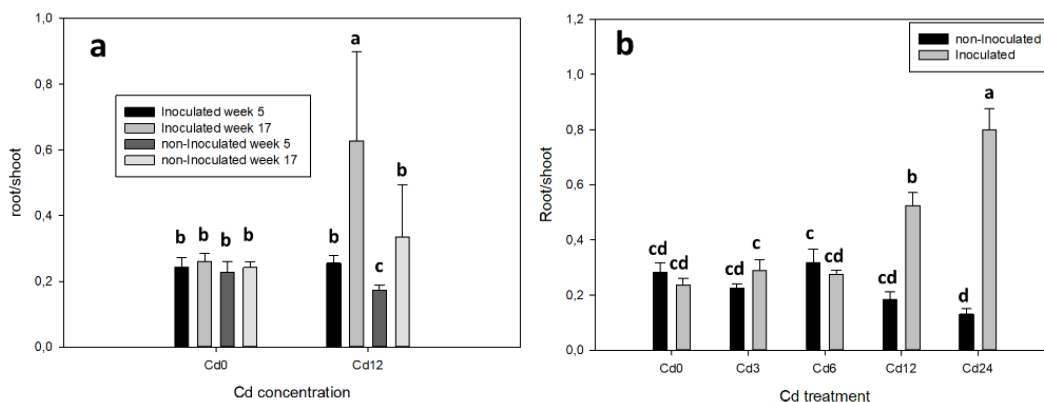 a
1,0
0,8
0,6
0,4
0,2
0,0
root/shoot
Inoculated week 5
Inoculated week 17
non-Inoculated week 5
non-Inoculated week 17
b b b b
b a c b
Cd0 Cd12
Cd concentration
b
1,2
1,0
0,8
0,6
0,4
0,2
0,0
Root/shoot
non-Inoculated
Inoculated
cd cd cd c c cd cd b d a
Cd0 Cd3 Cd6 Cd12 Cd24
Cd treatment